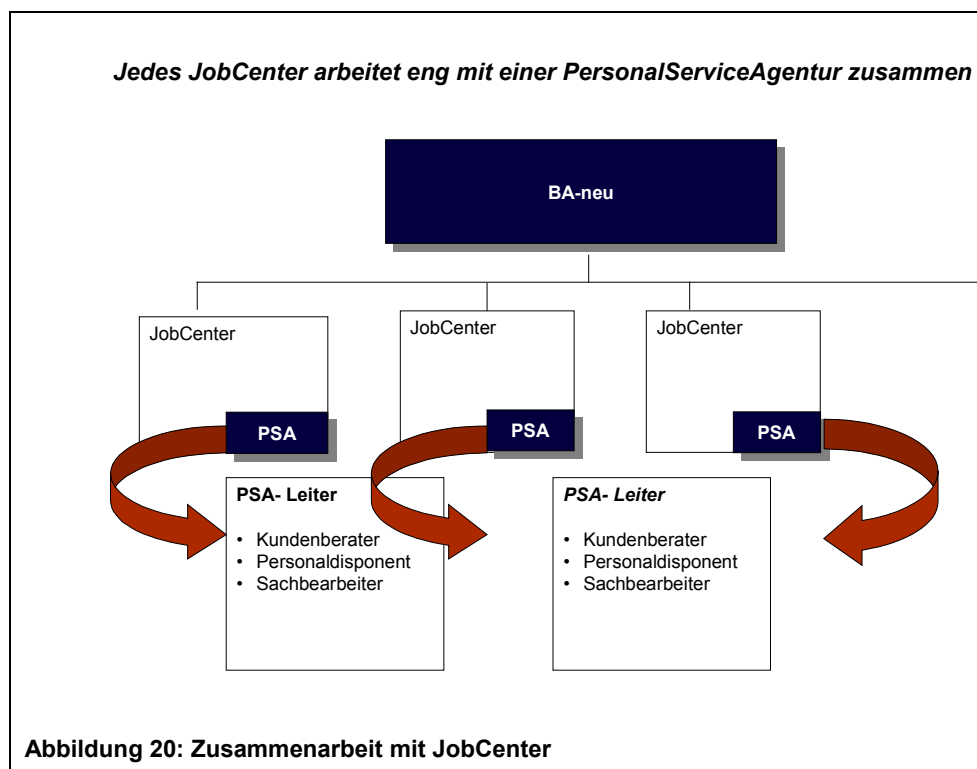 Jedes JobCenter arbeitet eng mit einer PersonalServiceAgentur zusammen
BA-neu
JobCenter
PSA
JobCenter
PSA
JobCenter
PSA
PSA- Leiter
• Kundenberater
• Personaldisponent
• Sachbearbeiter
PSA- Leiter
• Kundenberater
• Personaldisponent
• Sachbearbeiter
Abbildung 20: Zusammenarbeit mit JobCenter